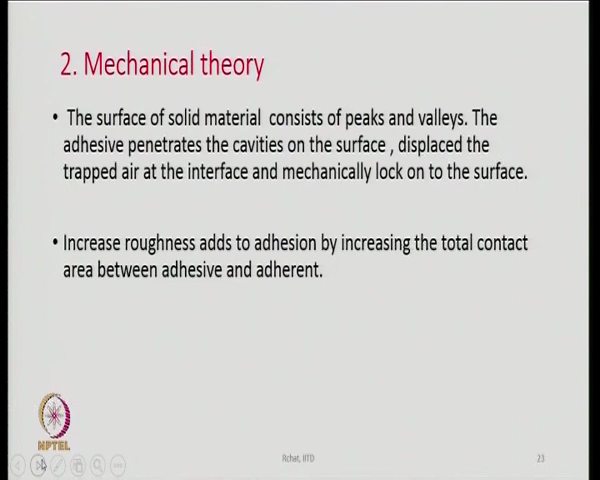 2. Mechanical theory
• The surface of solid material consists of peaks and valleys. The
adhesive penetrates the cavities on the surface , displaced the
trapped air at the interface and mechanically lock on to the surface.
• Increase roughness adds to adhesion by increasing the total contact
area between adhesive and adherent.
NPTEL
Rchat, IITD
23